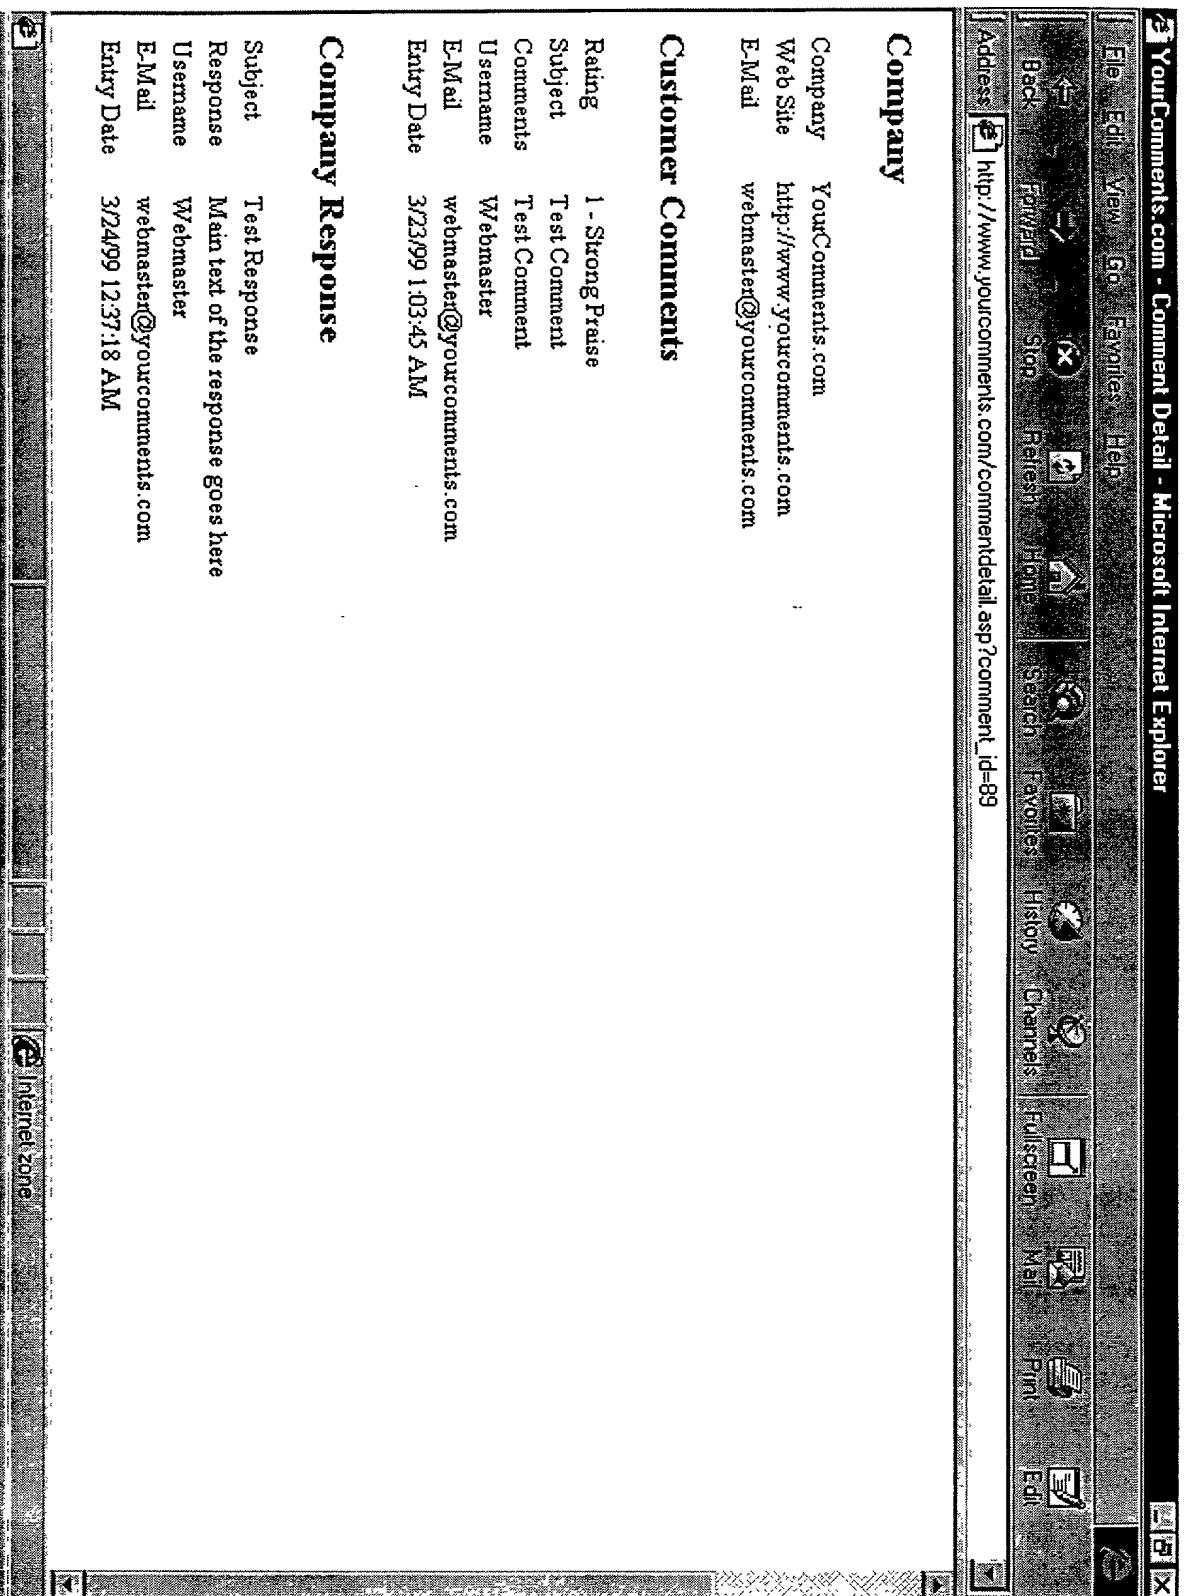 YourComments.com - Comment Detail - Microsoft Internet Explorer
File Edit View Go Favorites Help
Back Forward Stop Refresh Home Search Favorites History Channels Fullscreen Mail Print Edit
Address http://www.yourcomments.com/commentdetail.asp?comment_id=89
Company
Company YourComments.com
Web Site http://www.yourcomments.com
E-Mail webmaster@yourcomments.com
Customer Comments
Rating 1 - Strong Praise
Subject Test Comment
Comments Test Comment
Username Webmaster
E-Mail webmaster@yourcomments.com
Entry Date 3/23/99 1:03:45 AM
Company Response
Subject Test Response
Response Main text of the response goes here
Username Webmaster
E-Mail webmaster@yourcomments.com
Entry Date 3/24/99 12:37:18 AM
Internet zone